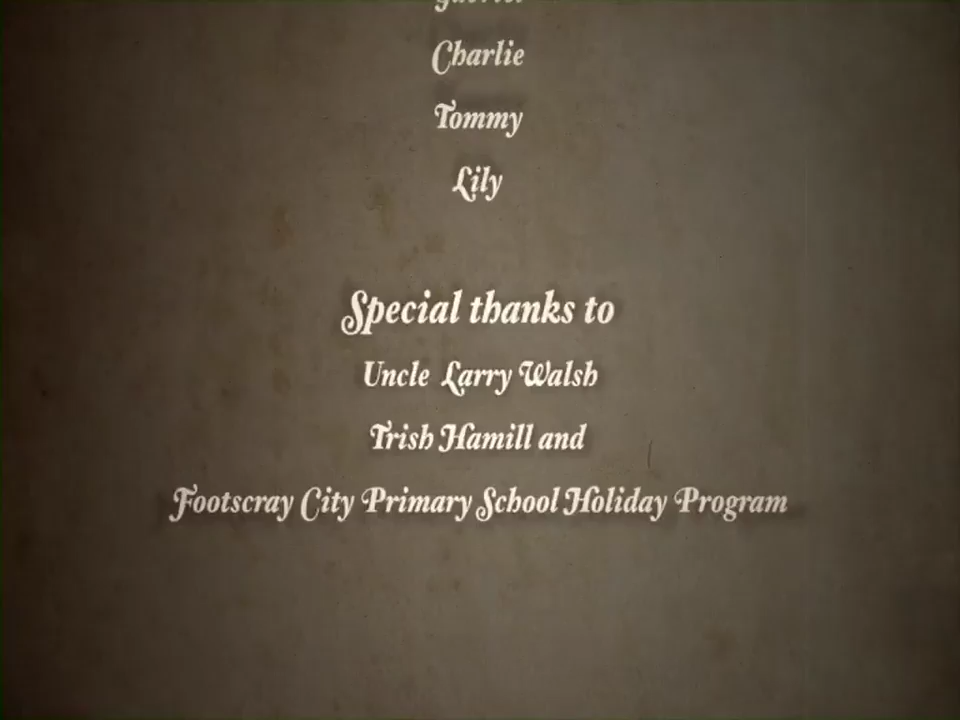 Charlie
Tommy
Lily
Special thanks to
Uncle Larry Walsh
Trish Hamill and
Footscray City Primary School Holiday Program